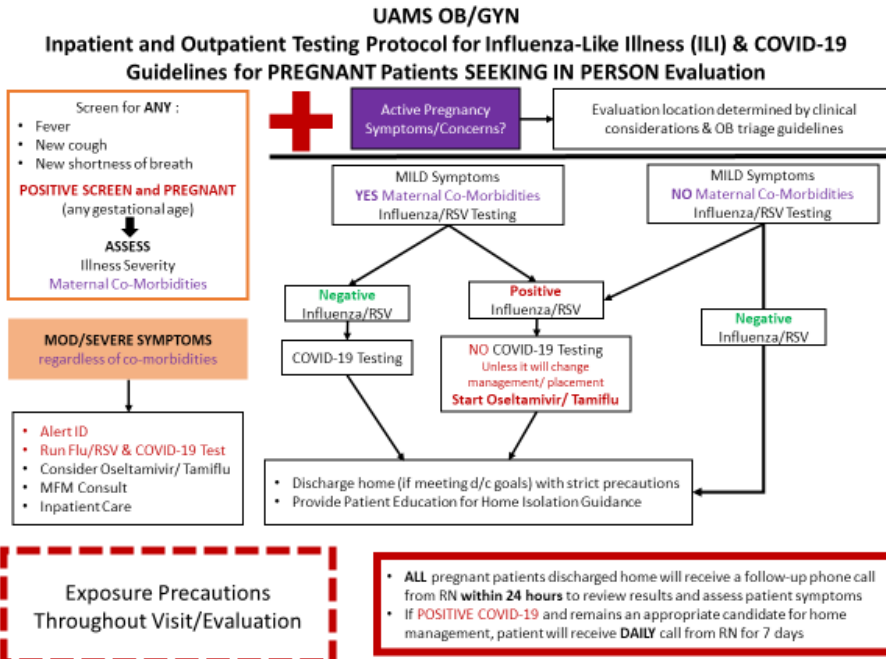 UAMS OB/GYN
Inpatient and Outpatient Testing Protocol for Influenza-Like Illness (ILI) & COVID-19
Guidelines for PREGNANT Patients SEEKING IN PERSON Evaluation
Screen for ANY :
• Fever
• New cough
• New shortness of breath
POSITIVE SCREEN and PREGNANT
(any gestational age)
ASSESS
Illness Severity
Maternal Co-Morbidities
Active Pregnancy
Symptoms/Concerns?
Evaluation location determined by clinical
considerations & OB triage guidelines
MILD Symptoms
YES Maternal Co-Morbidities
Influenza/RSV Testing
MILD Symptoms
NO Maternal Co-Morbidities
Influenza/RSV Testing
Negative
Influenza/RSV
Positive
Influenza/RSV
Negative
Influenza/RSV
MOD/SEVERE SYMPTOMS
regardless of co-morbidities
COVID-19 Testing
NO COVID-19 Testing
Unless it will change
management/ placement
Start Oseltamivir/ Tamiflu
• Alert ID
• Run Flu/RSV & COVID-19 Test
• Consider Oseltamivir/ Tamiflu
• MFM Consult
• Inpatient Care
• Discharge home (if meeting d/c goals) with strict precautions
• Provide Patient Education for Home Isolation Guidance
Exposure Precautions
Throughout Visit/Evaluation
• ALL pregnant patients discharged home will receive a follow-up phone call
from RN within 24 hours to review results and assess patient symptoms
• If POSITIVE COVID-19 and remains an appropriate candidate for home
management, patient will receive DAILY call from RN for 7 days